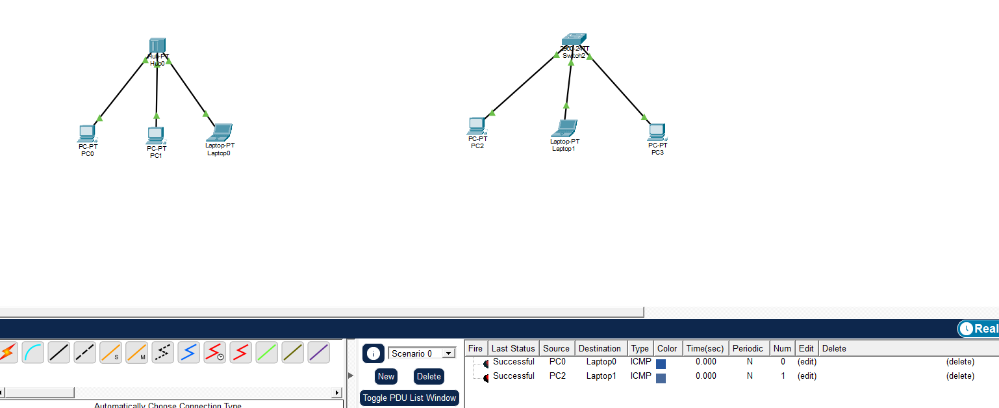 Hub-PT
Hub0
2960-24TT
Switch2
PC-PT
PC0
PC-PT
PC1
Laptop-PT
Laptop0
PC-PT
PC2
Laptop-PT
Laptop1
PC-PT
PC3
Real
S
M
Automatically Choose Connection Type
i
Scenario 0
New
Delete
Toggle PDU List Window
Fire Last Status Source Destination Type Color Time(sec) Periodic Num Edit Delete
Successful PC0 Laptop0 ICMP 0.000 N 0 (edit) (delete)
Successful PC2 Laptop1 ICMP 0.000 N 1 (edit) (delete)